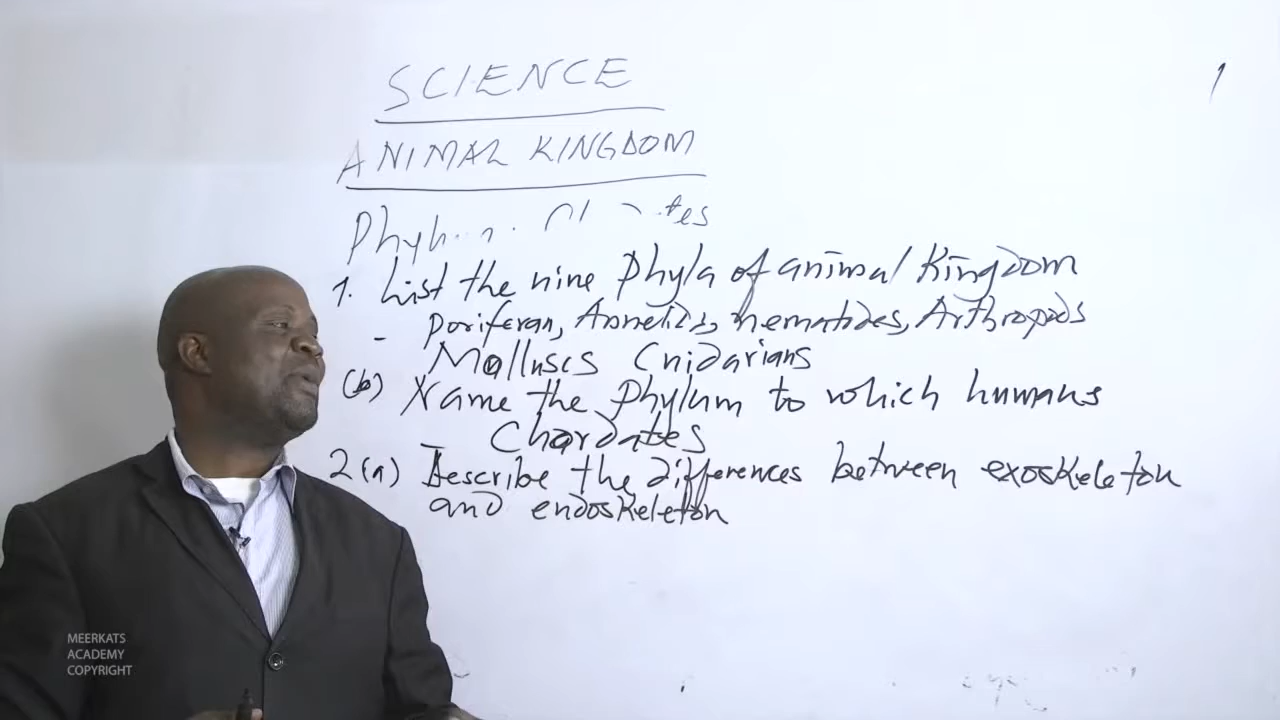 SCIENCE
1
ANIMAL KINGDOM
1. List the nine Phyla of animal Kingdom
- Poriferan, Annelids, nematodes, Arthropods
Molluscs Cnidarians
(b) Name the Phylum to which humans
- Chordates
2(a) Describe the differences between exoskeleton
and endoskeleton
MEERKATS
ACADEMY
COPYRIGHT